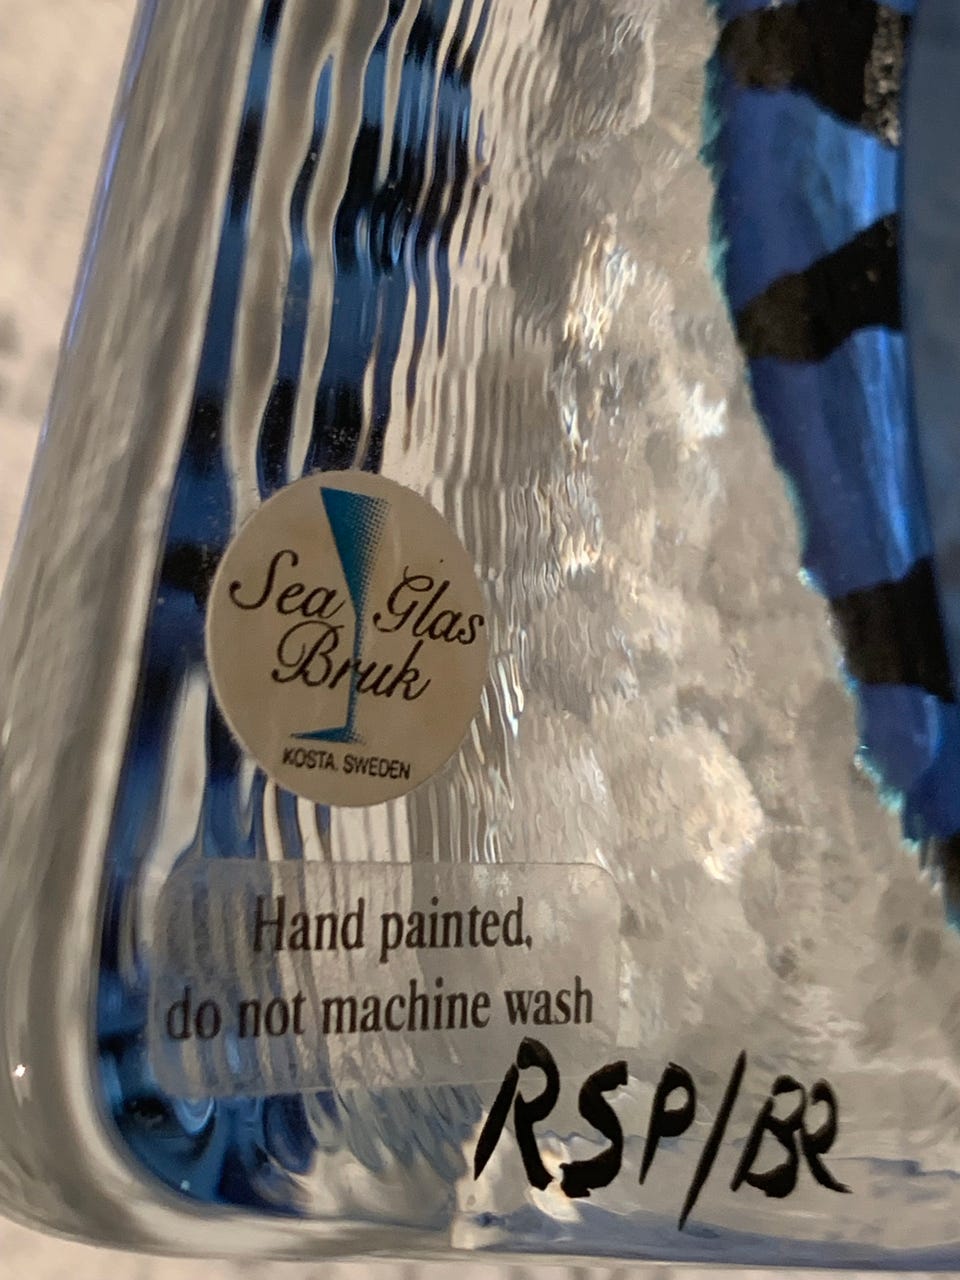 Sea Glas
Bruk
KOSTA, SWEDEN
Hand painted,
do not machine wash
RSP/BR